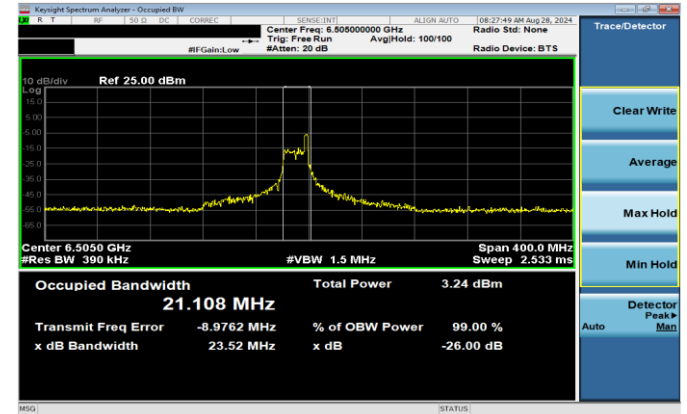 Keysight Spectrum Analyzer - Occupied BW
R T RF 50 Ω DC CORREC SENSE:INT ALIGN AUTO 08:27:49 AM Aug 28, 2024
Center Freq: 6.505000000 GHz Radio Std: None
Trig: Free Run Avg|Hold: 100/100
#IFGain:Low #Atten: 20 dB Radio Device: BTS
Trace/Detector
10 dB/div Ref 25.00 dBm
Log
15.0
5.00
-5.00
-15.0
-25.0
-35.0
-45.0
-55.0
-65.0
Center 6.5050 GHz Span 400.0 MHz
#Res BW 390 kHz #VBW 1.5 MHz Sweep 2.533 ms
Occupied Bandwidth Total Power 3.24 dBm
21.108 MHz
Transmit Freq Error -8.9762 MHz % of OBW Power 99.00 %
x dB Bandwidth 23.52 MHz x dB -26.00 dB
Clear Write
Average
Max Hold
Min Hold
Detector
Peak▶
Auto Man
MSG STATUS